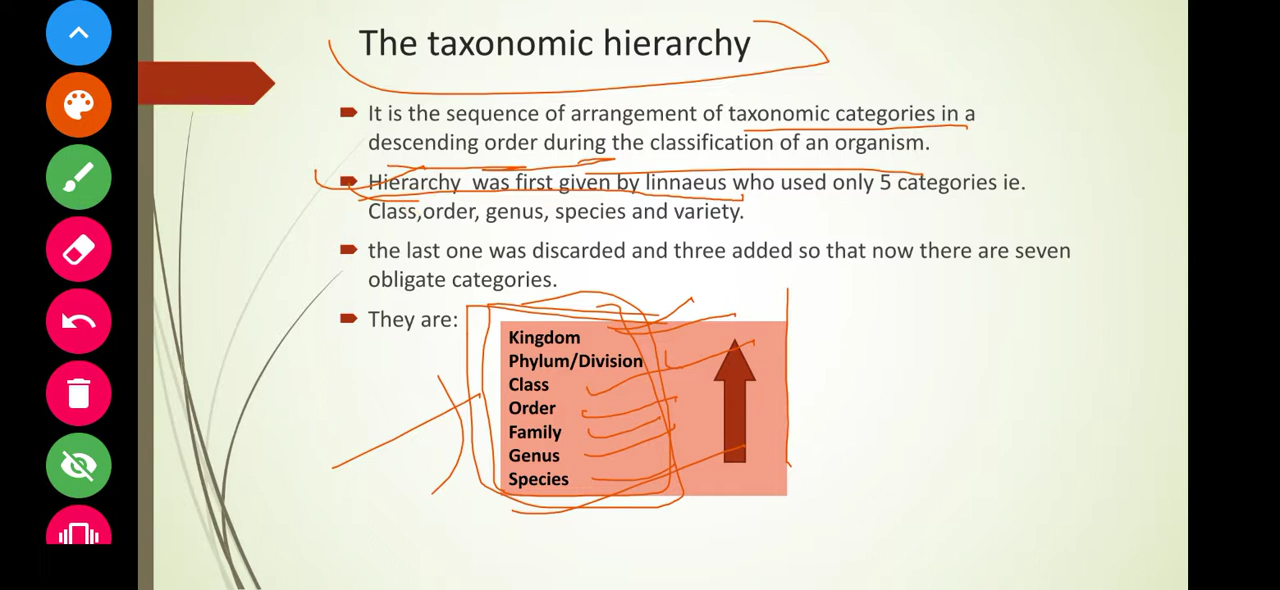 The taxonomic hierarchy
It is the sequence of arrangement of taxonomic categories in a
descending order during the classification of an organism.
Hierarchy was first given by linnaeus who used only 5 categories ie.
Class,order, genus, species and variety.
the last one was discarded and three added so that now there are seven
obligate categories.
They are:
Kingdom
Phylum/Division
Class
Order
Family
Genus
Species